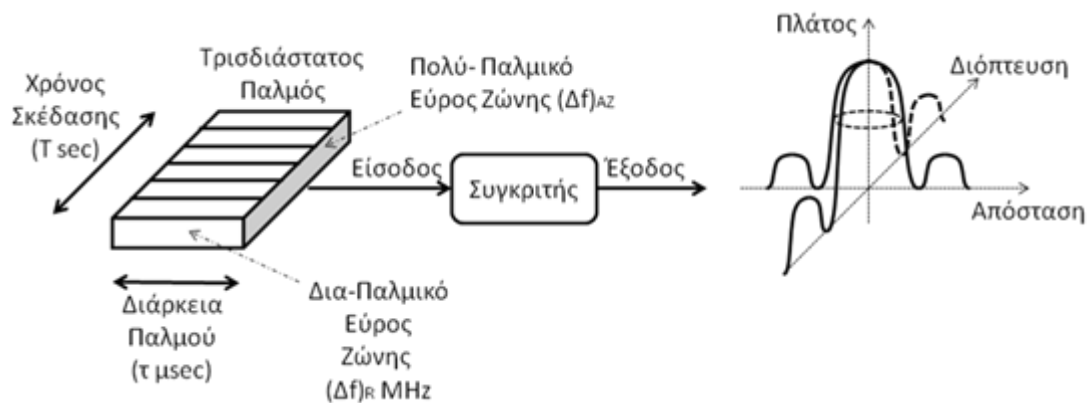 Χρόνος
Σκέδασης
(T sec)
Τρισδιάστατος
Παλμός
Πολύ- Παλμικό
Εύρος Ζώνης (Δf)AZ
Είσοδος
Συγκριτής
Έξοδος
Διάρκεια
Παλμού
(τ μsec)
Δια-Παλμικό
Εύρος
Ζώνης
(Δf)R MHz
Πλάτος
Διόπτευση
Απόσταση